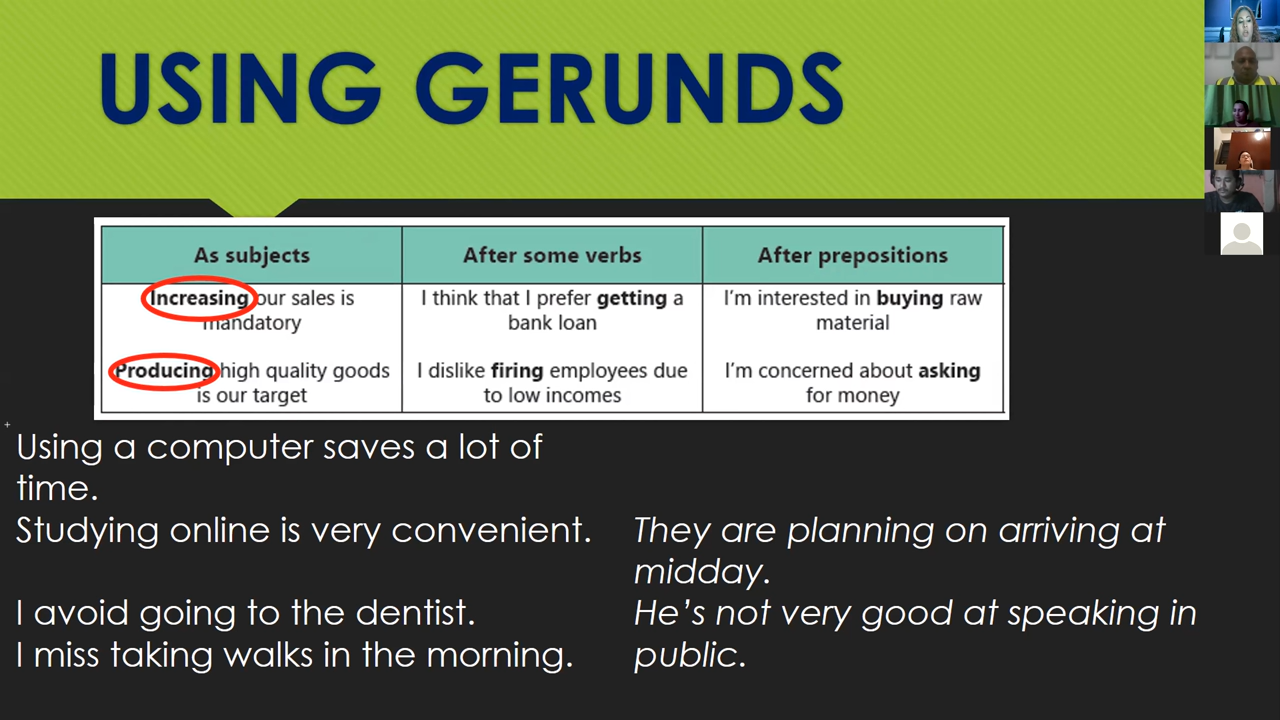 USING GERUNDS
As subjects
After some verbs
After prepositions
Increasing our sales is
mandatory
I think that I prefer getting a
bank loan
I'm interested in buying raw
material
Producing high quality goods
is our target
I dislike firing employees due
to low incomes
I'm concerned about asking
for money
Using a computer saves a lot of
time.
Studying online is very convenient.
I avoid going to the dentist.
I miss taking walks in the morning.
They are planning on arriving at
midday.
He's not very good at speaking in
public.